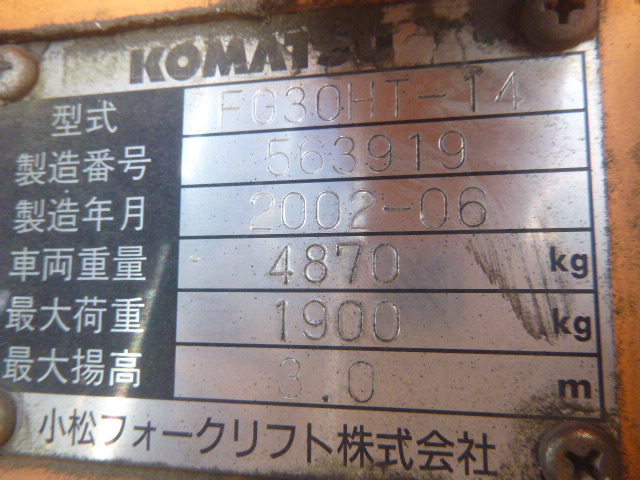 KOMATSU
型式 FG30HT-14
製造番号 563919
製造年月 2002-06
車両重量 4870 kg
最大荷重 1900 kg
最大揚高 3.0 m
小松フォークリフト株式会社